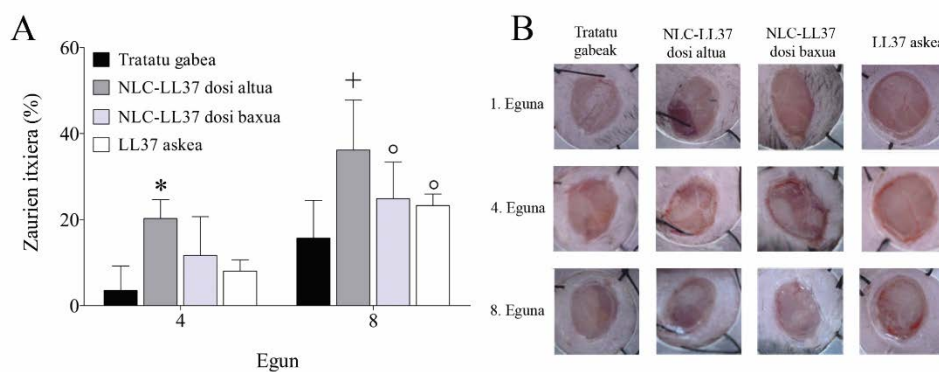 A
Zaurien itxiera (%)
60
40
20
0
Tratatu gabea
NLC-LL37 dosi altua
NLC-LL37 dosi baxua
LL37 askea
*
+
°
°
4
8
Egun
B
Tratatu
gabeak
NLC-LL37
dosi altua
NLC-LL37
dosi baxua
LL37 askea
1. Eguna
4. Eguna
8. Eguna